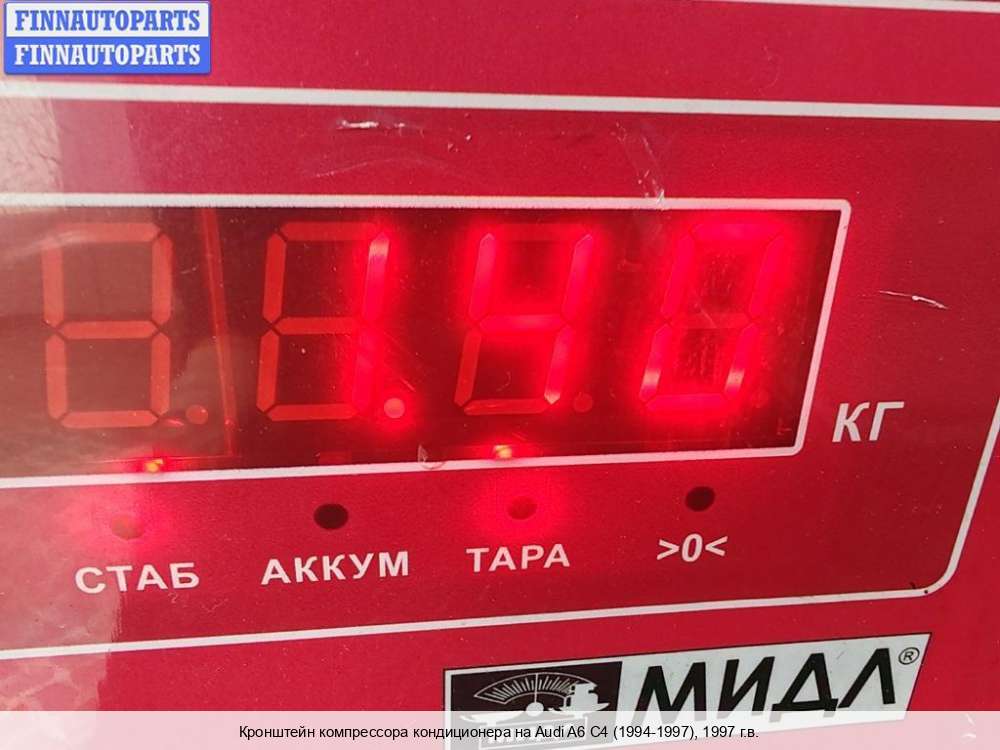 FINNAUTOPARTS
FINNAUTOPARTS
1.40
КГ
СТАБ АККУМ ТАРА >0<
МИДЛ®
Кронштейн компрессора кондиционера на Audi A6 C4 (1994-1997), 1997 г.в.